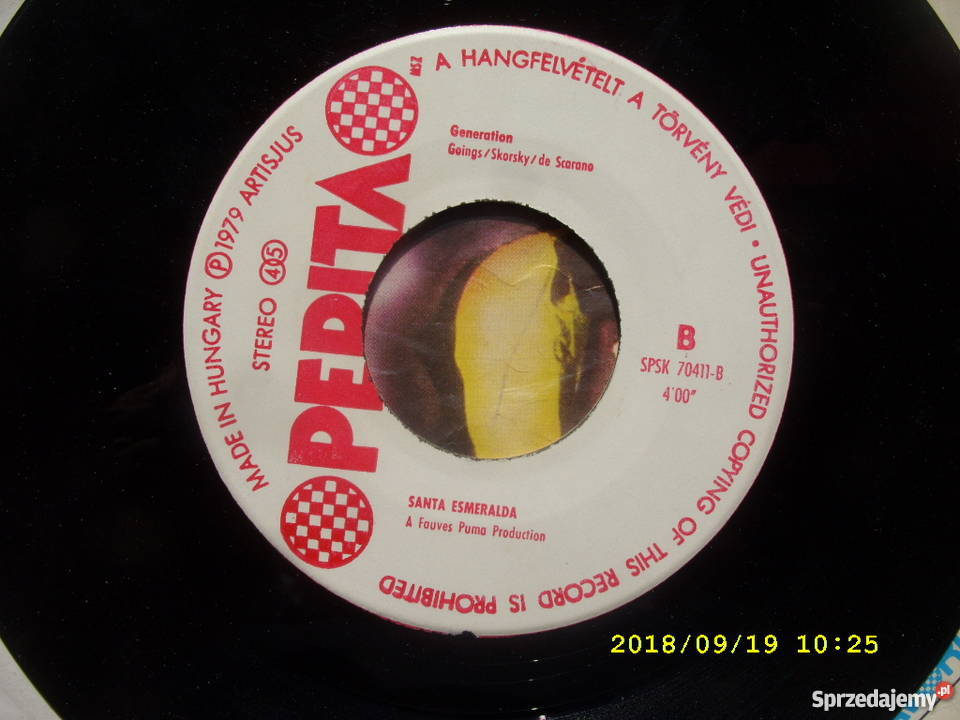 MADE IN HUNGARY Ⓟ 1979 ARTISJUS
MSZ A HANGFELVÉTELT A TÖRVÉNY VÉDI • UNAUTHORIZED COPYING OF THIS RECORD IS PROHIBITED
STEREO 45
PEPITA
Generation
Goings/Skorsky/de Scarano
B
SPSK 70411-B
4'00"
SANTA ESMERALDA
A Fauves Puma Production
2018/09/19 10:25
Sprzedajemy.pl